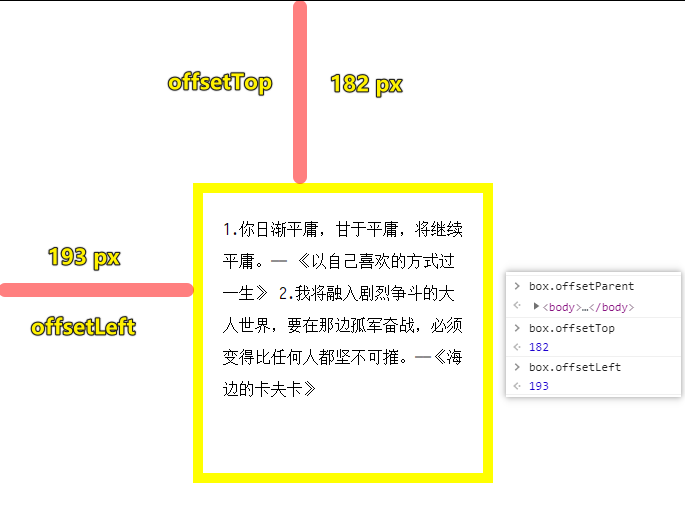 offsetTop
182 px
193 px
offsetLeft
1.你日渐平庸，甘于平庸，将继续
平庸。— 《以自己喜欢的方式过
一生》 2.我将融入剧烈争斗的大
人世界，要在那边孤军奋战，必须
变得比任何人都坚不可摧。—《海
边的卡夫卡》
box.offsetParent
<body>…</body>
box.offsetTop
182
box.offsetLeft
193